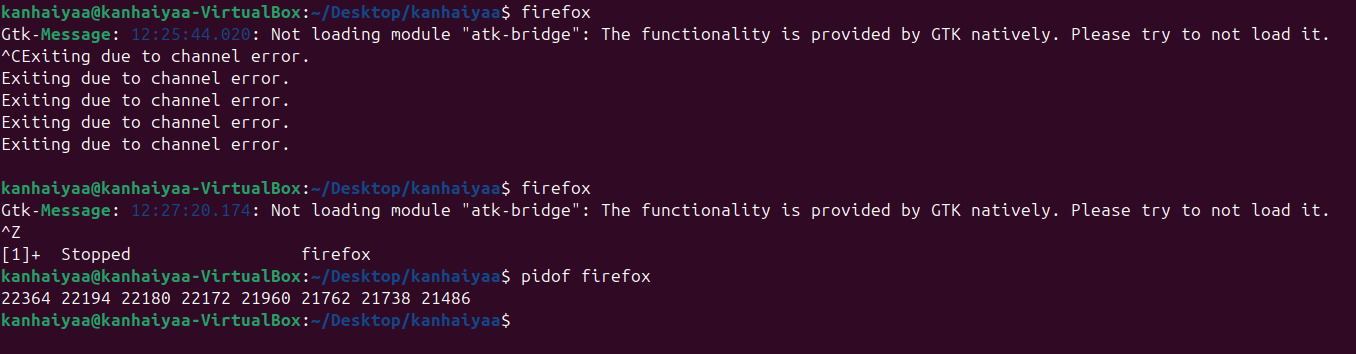 kanhaiyaa@kanhaiyaa-VirtualBox:~/Desktop/kanhaiyaa$ firefox
Gtk-Message: 12:25:44.020: Not loading module "atk-bridge": The functionality is provided by GTK natively. Please try to not load it.
^CExiting due to channel error.
Exiting due to channel error.
Exiting due to channel error.
Exiting due to channel error.
Exiting due to channel error.
kanhaiyaa@kanhaiyaa-VirtualBox:~/Desktop/kanhaiyaa$ firefox
Gtk-Message: 12:27:20.174: Not loading module "atk-bridge": The functionality is provided by GTK natively. Please try to not load it.
^Z
[1]+  Stopped                 firefox
kanhaiyaa@kanhaiyaa-VirtualBox:~/Desktop/kanhaiyaa$ pidof firefox
22364 22194 22180 22172 21960 21762 21738 21486
kanhaiyaa@kanhaiyaa-VirtualBox:~/Desktop/kanhaiyaa$